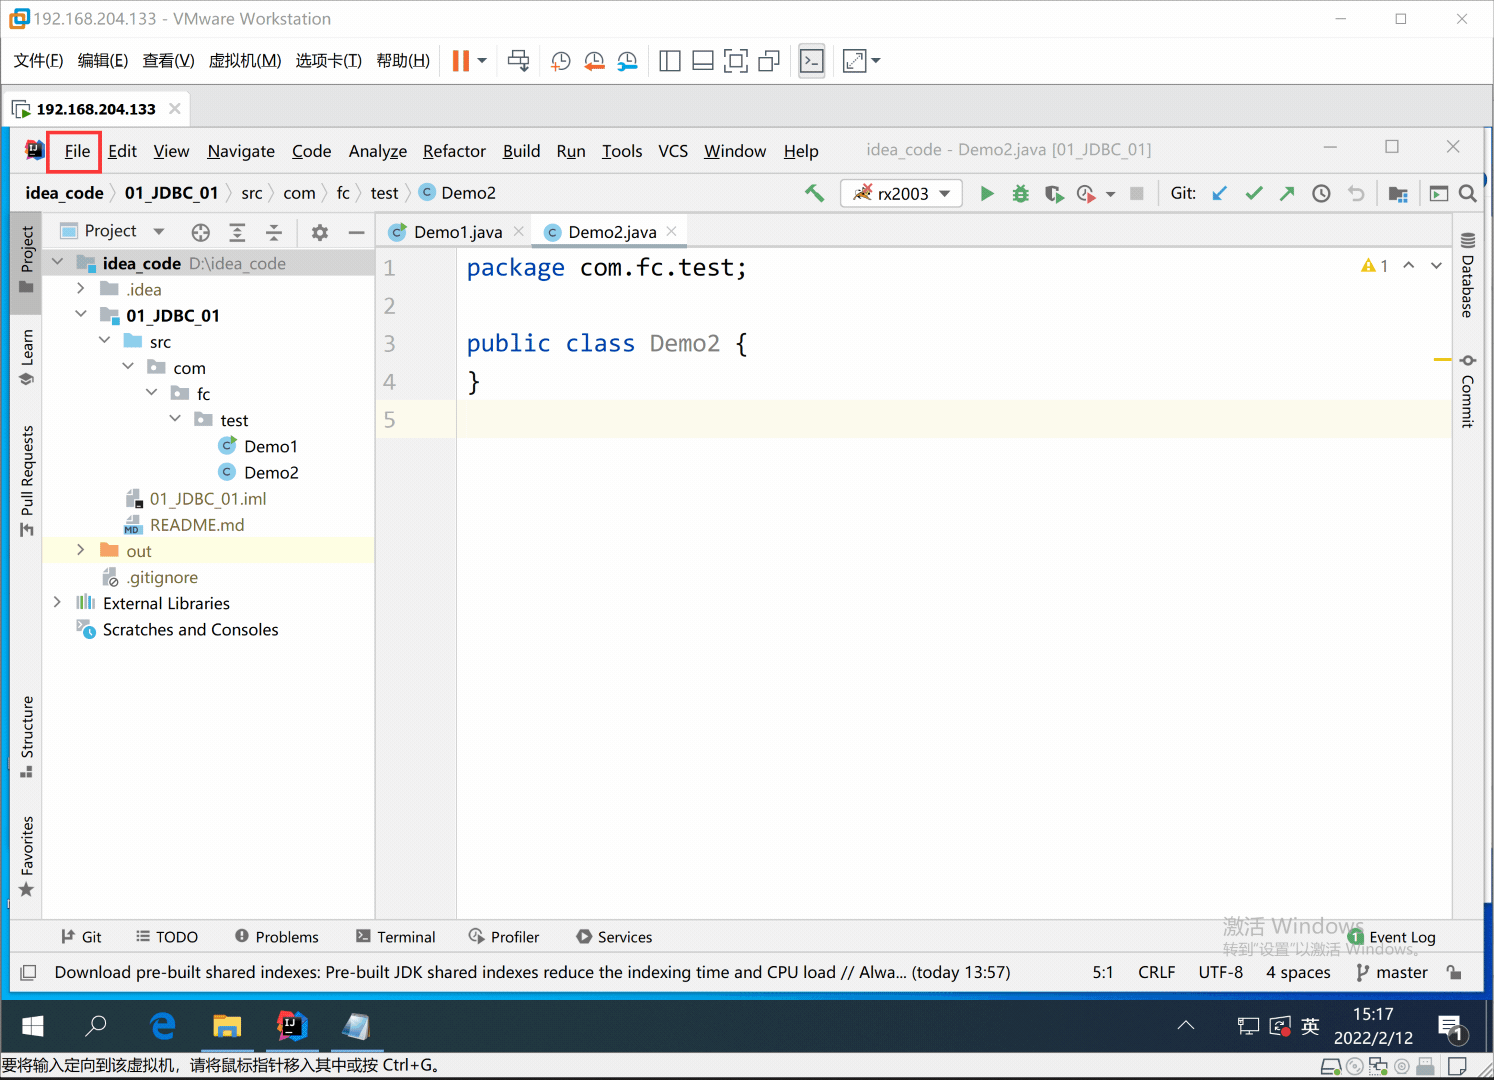 192.168.204.133 - VMware Workstation
文件(F) 编辑(E) 查看(V) 虚拟机(M) 选项卡(T) 帮助(H)
192.168.204.133
File Edit View Navigate Code Analyze Refactor Build Run Tools VCS Window Help idea_code - Demo2.java [01_JDBC_01]
idea_code 01_JDBC_01 src com fc test Demo2 rx2003 Git:
Project Demo1.java Demo2.java
Project
Learn
Pull Requests
Structure
Favorites
idea_code D:\idea_code
.idea
01_JDBC_01
src
com
fc
test
Demo1
Demo2
01_JDBC_01.iml
README.md
out
.gitignore
External Libraries
Scratches and Consoles
1 package com.fc.test;
2
3 public class Demo2 {
4 }
5
1
Database
Commit
激活 Windows
转到"设置"以激活 Windows。
Git TODO Problems Terminal Profiler Services 1 Event Log
Download pre-built shared indexes: Pre-built JDK shared indexes reduce the indexing time and CPU load // Alwa... (today 13:57) 5:1 CRLF UTF-8 4 spaces master
英 15:17
2022/2/12 1
要将输入定向到该虚拟机，请将鼠标指针移入其中或按 Ctrl+G。